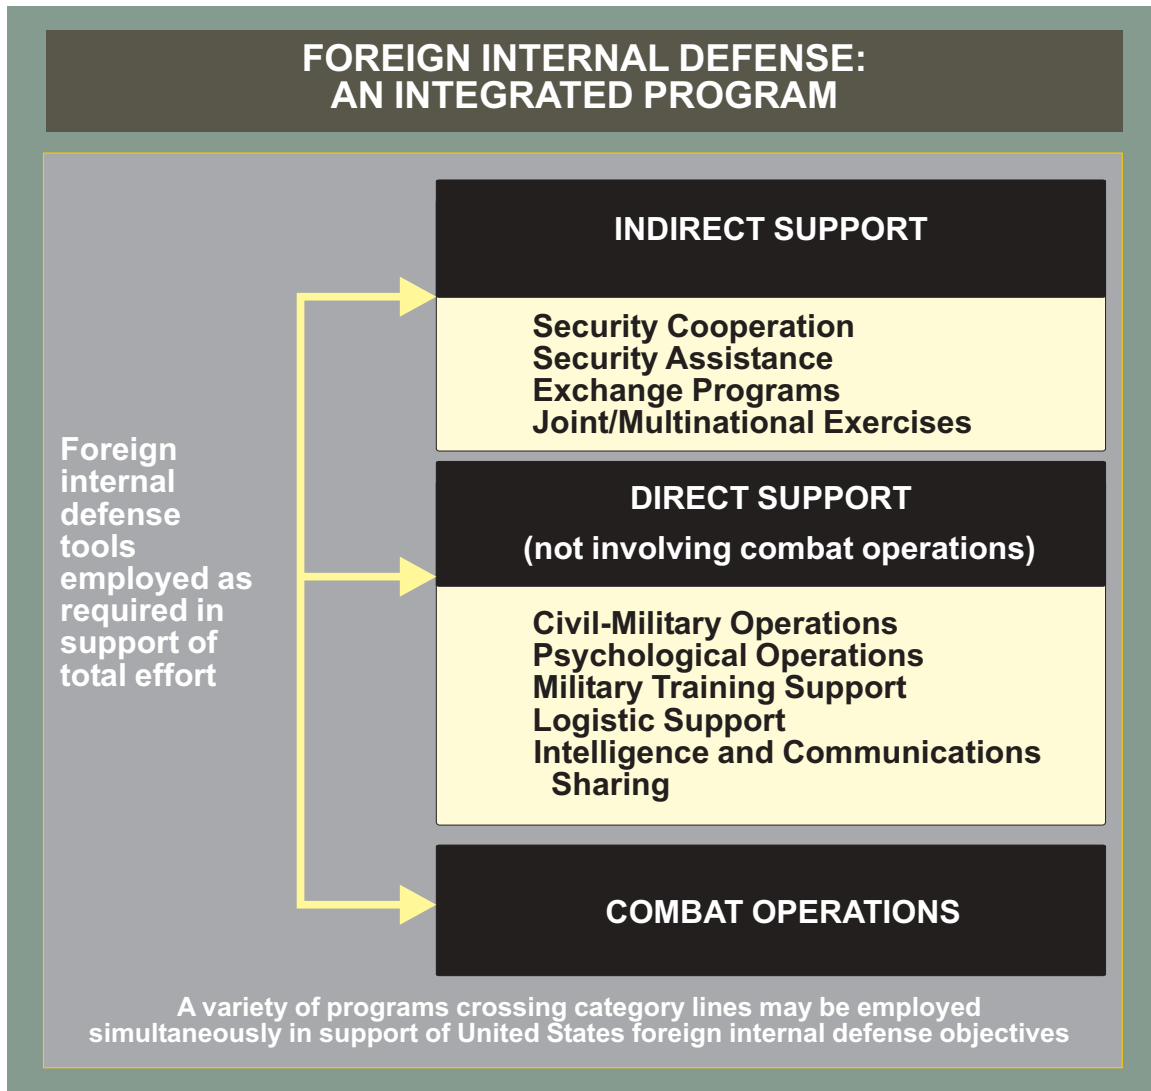 FOREIGN INTERNAL DEFENSE:
AN INTEGRATED PROGRAM
Foreign
internal
defense
tools
employed as
required in
support of
total effort
INDIRECT SUPPORT
Security Cooperation
Security Assistance
Exchange Programs
Joint/Multinational Exercises
DIRECT SUPPORT
(not involving combat operations)
Civil-Military Operations
Psychological Operations
Military Training Support
Logistic Support
Intelligence and Communications
Sharing
COMBAT OPERATIONS
A variety of programs crossing category lines may be employed
simultaneously in support of United States foreign internal defense objectives